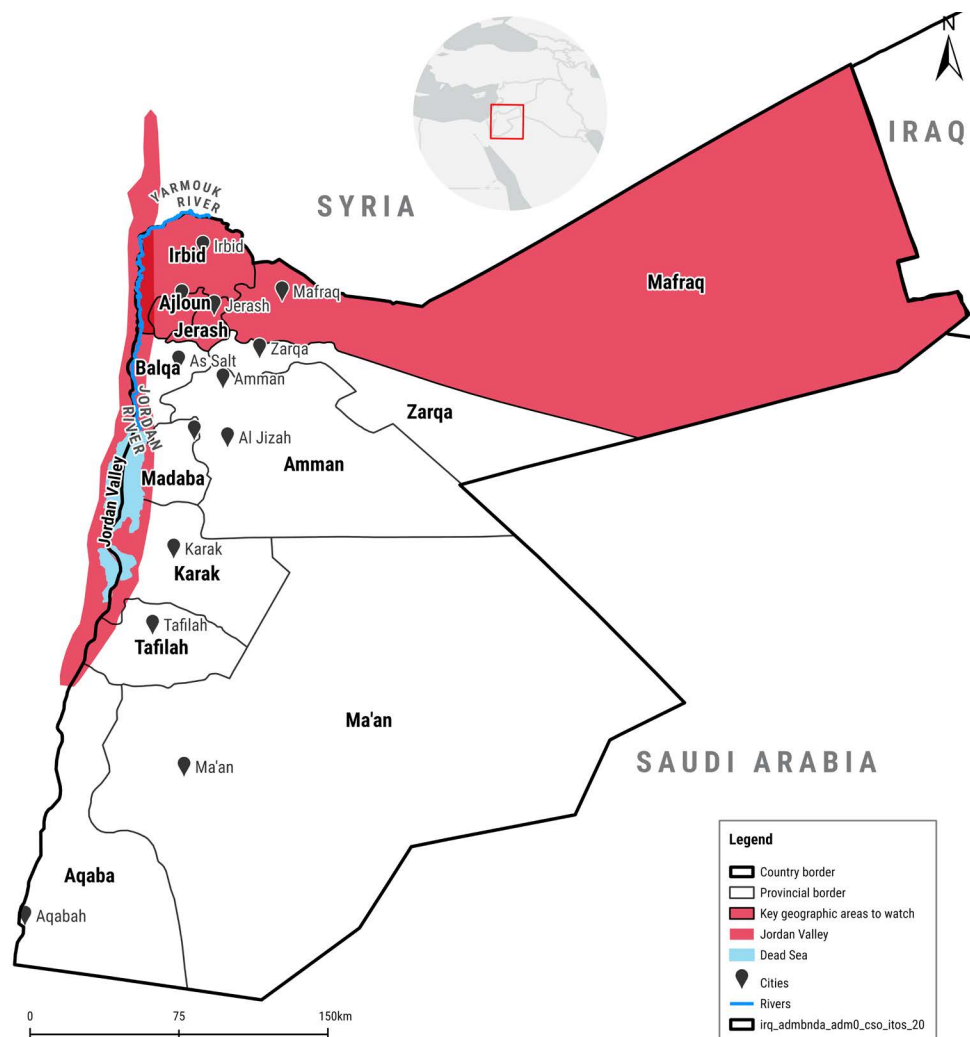 N
IRAQ
SYRIA
YARMOUK
RIVER
Irbid
Irbid
Mafraq
Mafraq
Ajloun
Jerash
Jerash
Zarqa
As Salt
Balqa
Amman
JORDAN
RIVER
Zarqa
Al Jizah
Amman
Madaba
Jordan Valley
Karak
Karak
Tafilah
Tafilah
Ma'an
Ma'an
SAUDI ARABIA
Aqaba
Aqabah
Legend
Country border
Provincial border
Key geographic areas to watch
Jordan Valley
Dead Sea
Cities
Rivers
irq_admbnda_adm0_cso_itos_20
0 75 150km